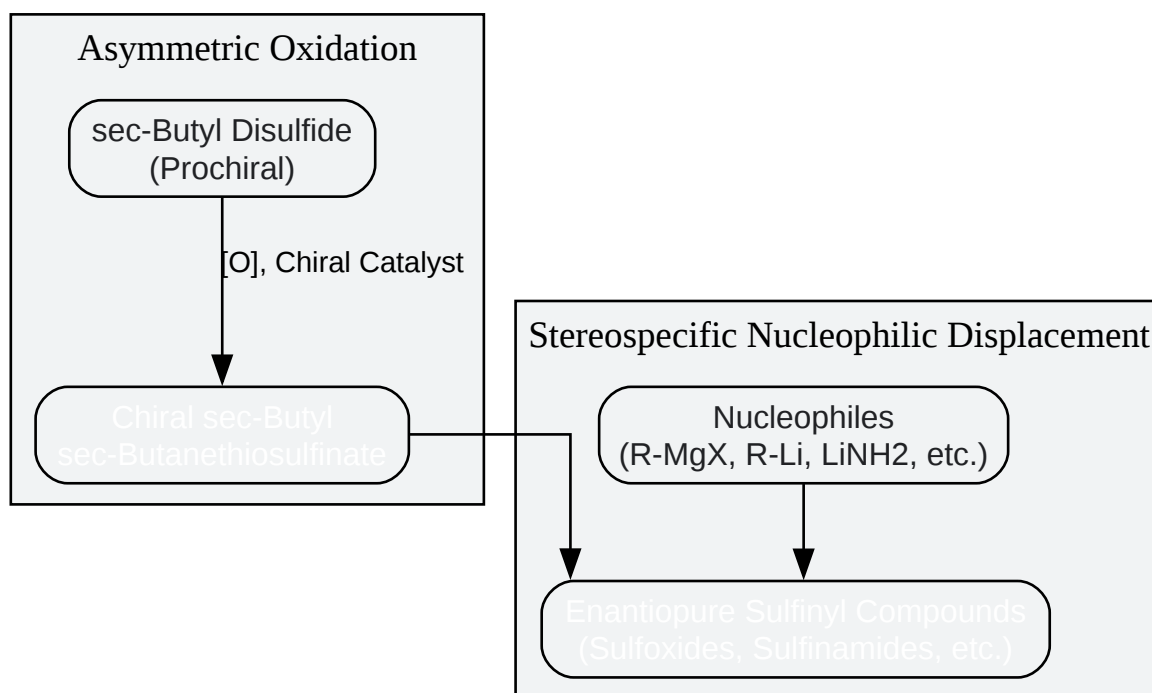 Asymmetric Oxidation
sec-Butyl Disulfide
(Prochiral)
[O], Chiral Catalyst
Chiral sec-Butyl
sec-Butanethiosulfinate
Stereospecific Nucleophilic Displacement
Nucleophiles
(R-MgX, R-Li, LiNH2, etc.)
Enantiopure Sulfinyl Compounds
(Sulfoxides, Sulfinamides, etc.)